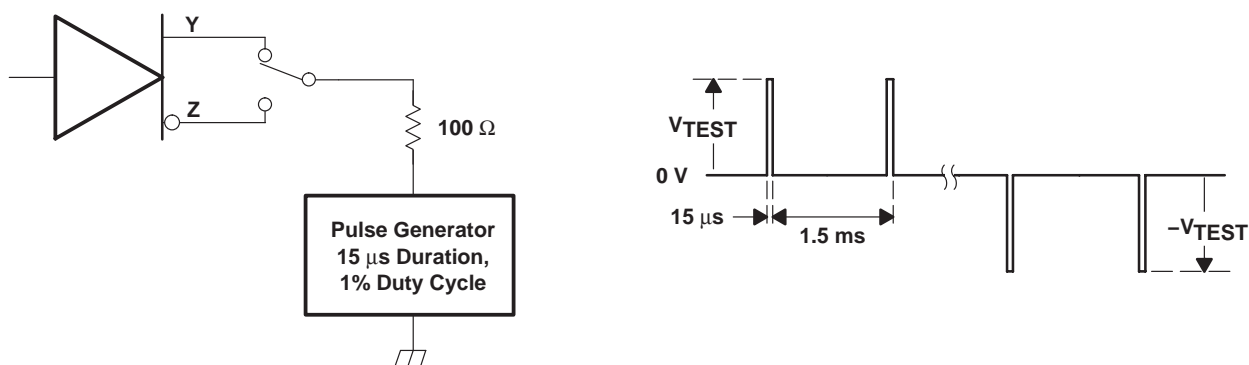 Y
Z
100 Ω
Pulse Generator
15 μs Duration,
1% Duty Cycle
VTEST
0 V
15 μs
1.5 ms
–VTEST